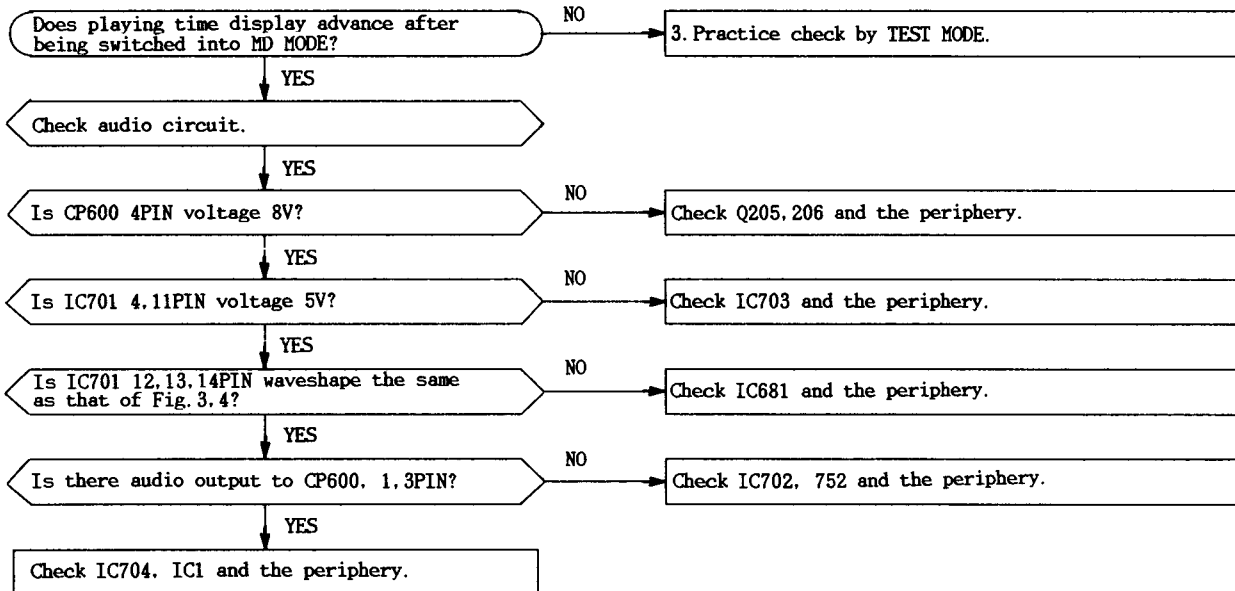 Does playing time display advance after
being switched into MD MODE?
NO
3. Practice check by TEST MODE.
YES
Check audio circuit.
YES
Is CP600 4PIN voltage 8V?
NO
Check Q205, 206 and the periphery.
YES
Is IC701 4, 11PIN voltage 5V?
NO
Check IC703 and the periphery.
YES
Is IC701 12, 13, 14PIN waveshape the same
as that of Fig. 3, 4?
NO
Check IC681 and the periphery.
YES
Is there audio output to CP600, 1, 3PIN?
NO
Check IC702, 752 and the periphery.
YES
Check IC704, IC1 and the periphery.